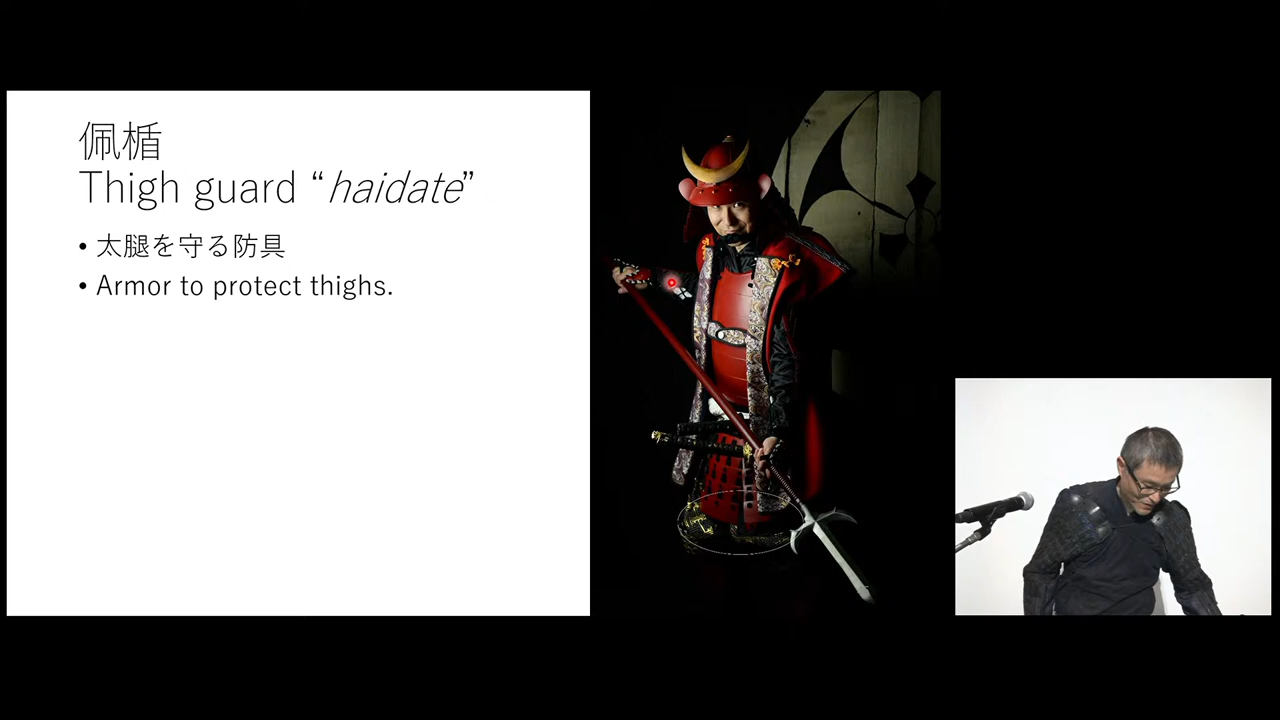 佩楯
Thigh guard “haidate”
• 太腿を守る防具
• Armor to protect thighs.